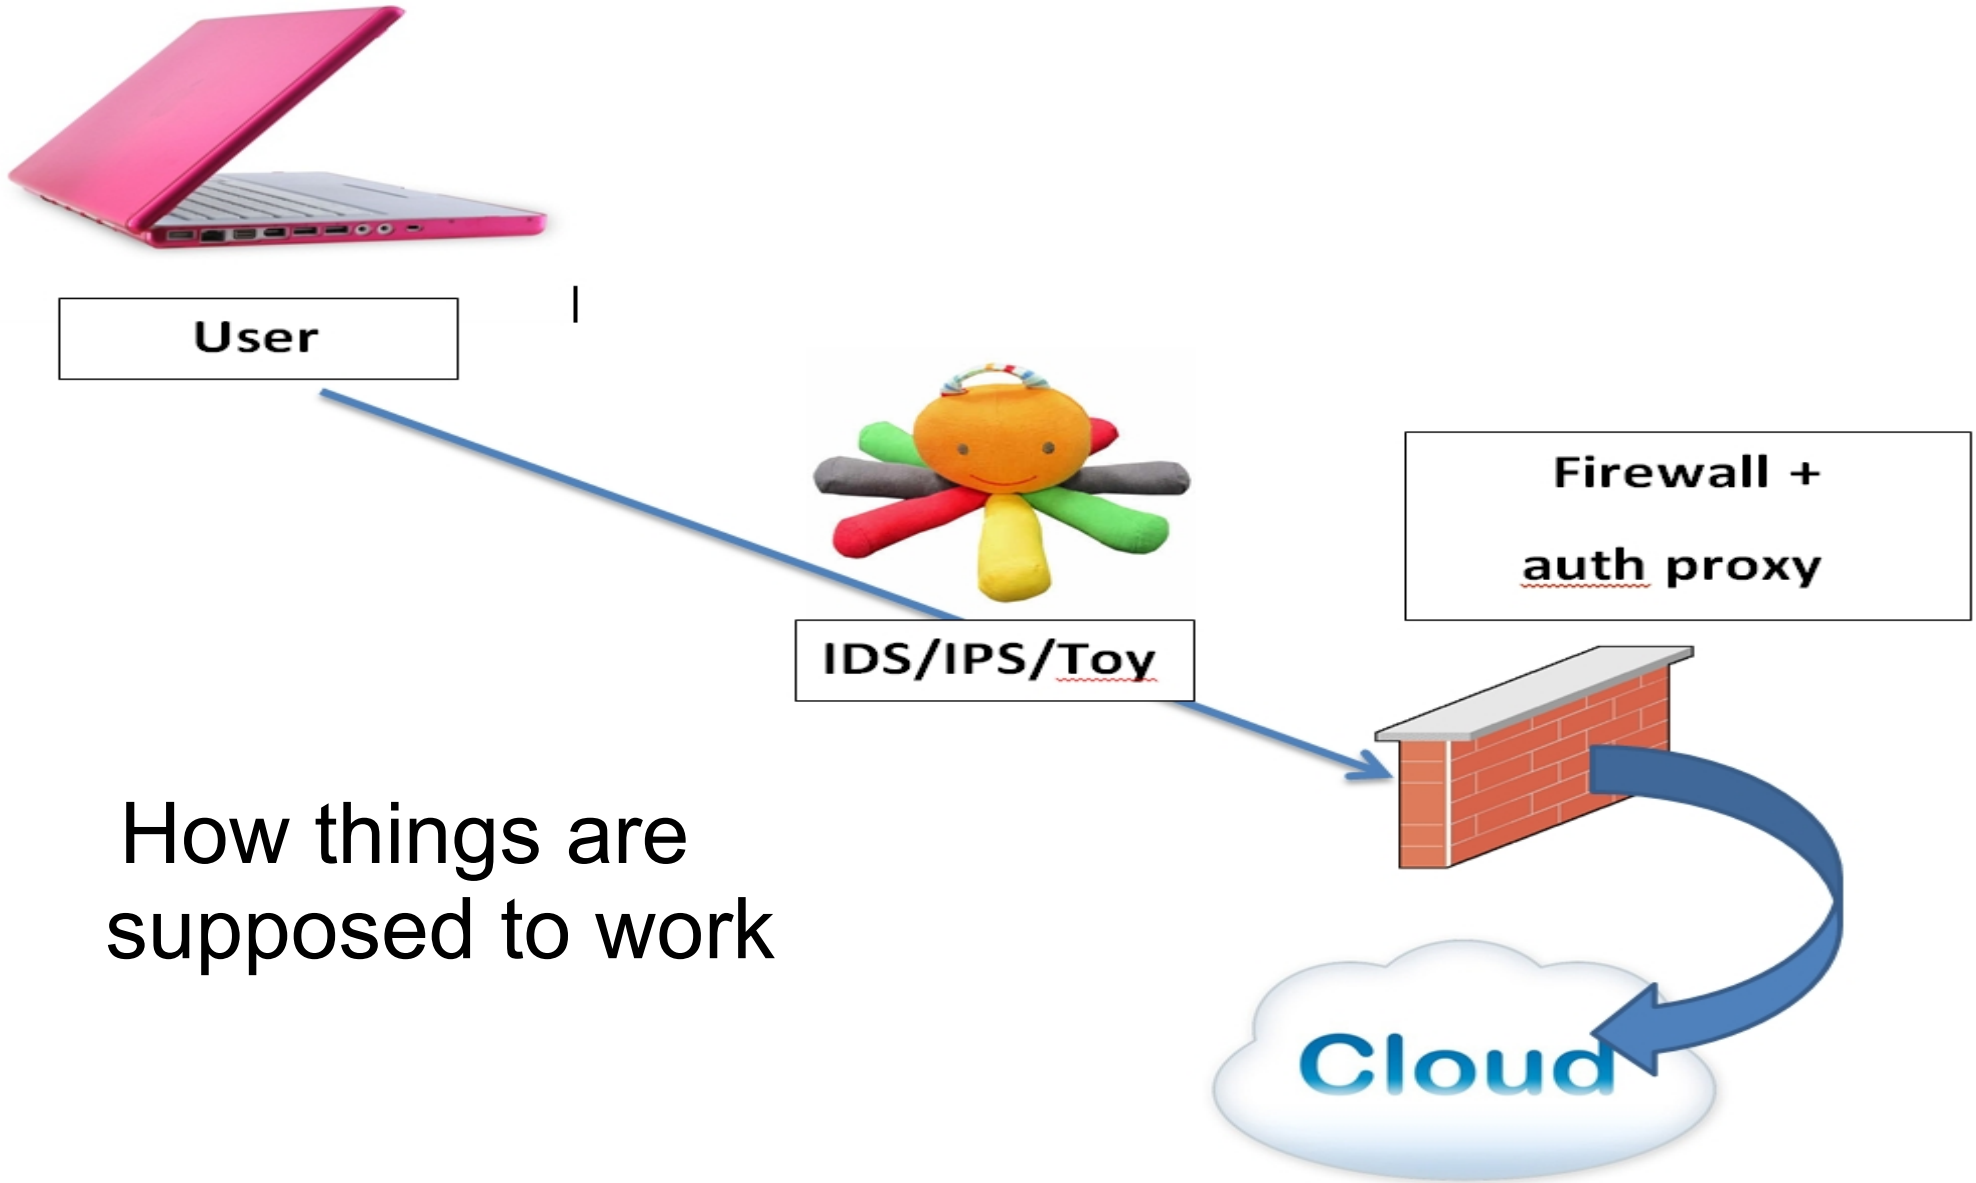 User
IDS/IPS/Toy
Firewall +
auth proxy
How things are
supposed to work
Cloud